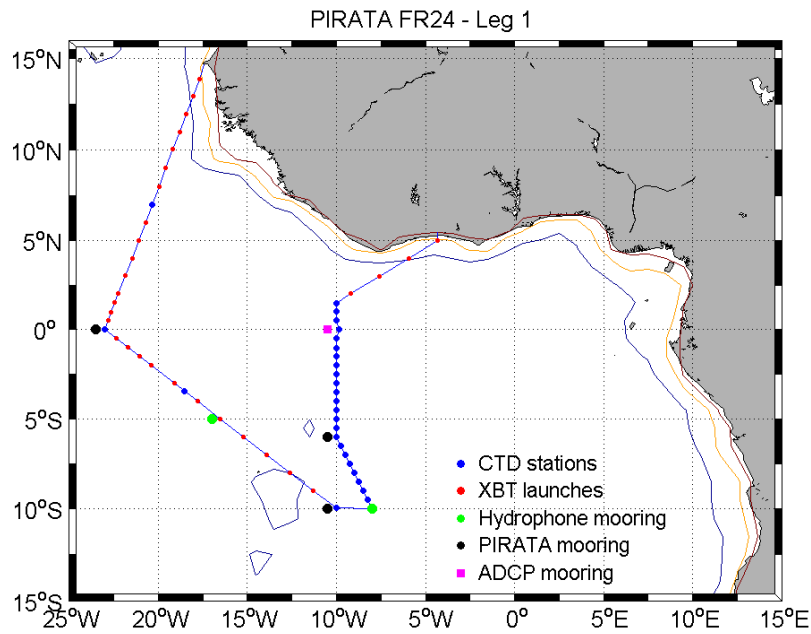 PIRATA FR24 - Leg 1
15°N
10°N
5°N
0°
5°S
10°S
15°S
CTD stations
XBT launches
Hydrophone mooring
PIRATA mooring
ADCP mooring
25°W 20°W 15°W 10°W 5°W 0°E 5°E 10°E 15°E